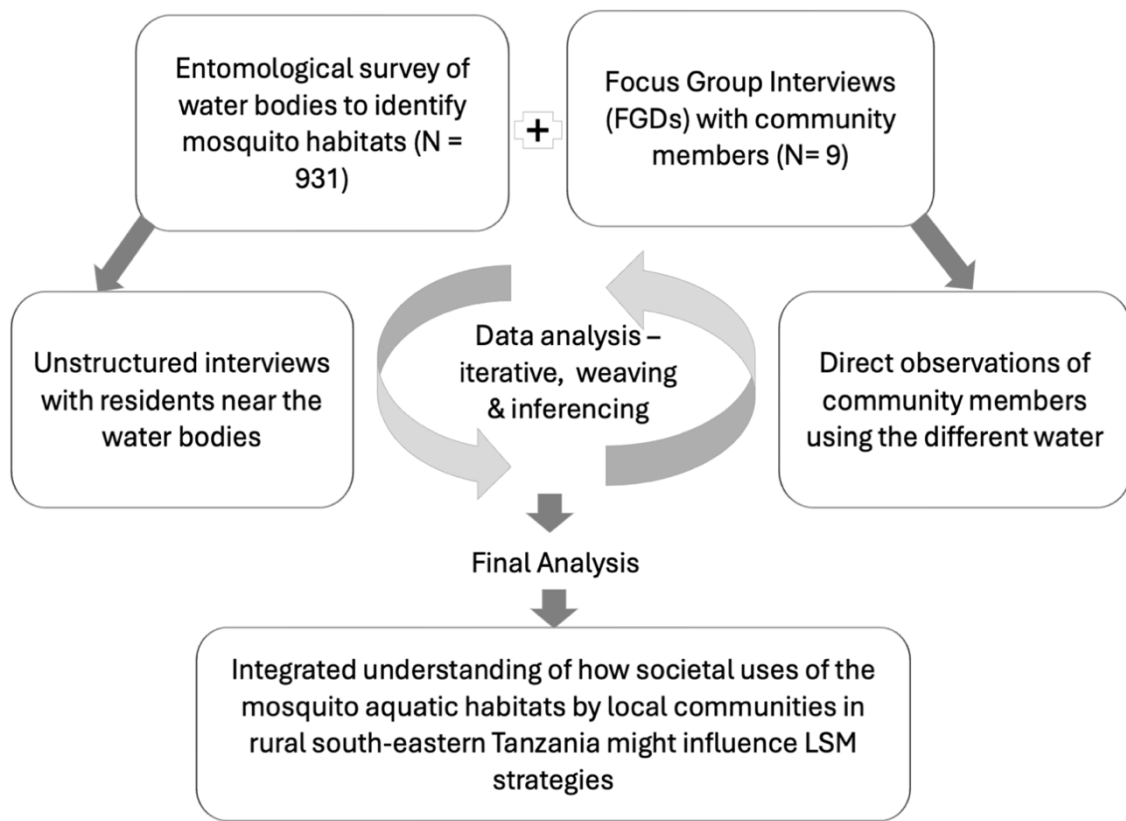 Entomological survey of
water bodies to identify
mosquito habitats (N =
931)
+
Focus Group Interviews
(FGDs) with community
members (N= 9)
Unstructured interviews
with residents near the
water bodies
Data analysis –
iterative, weaving
& inferencing
Direct observations of
community members
using the different water
Final Analysis
Integrated understanding of how societal uses of the
mosquito aquatic habitats by local communities in
rural south-eastern Tanzania might influence LSM
strategies